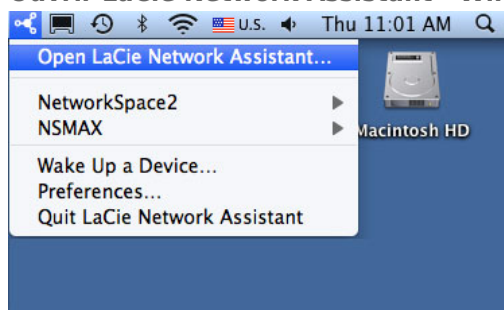 U.S. Thu 11:01 AM
Open LaCie Network Assistant...
NetworkSpace2
NSMAX
Macintosh HD
Wake Up a Device...
Preferences...
Quit LaCie Network Assistant